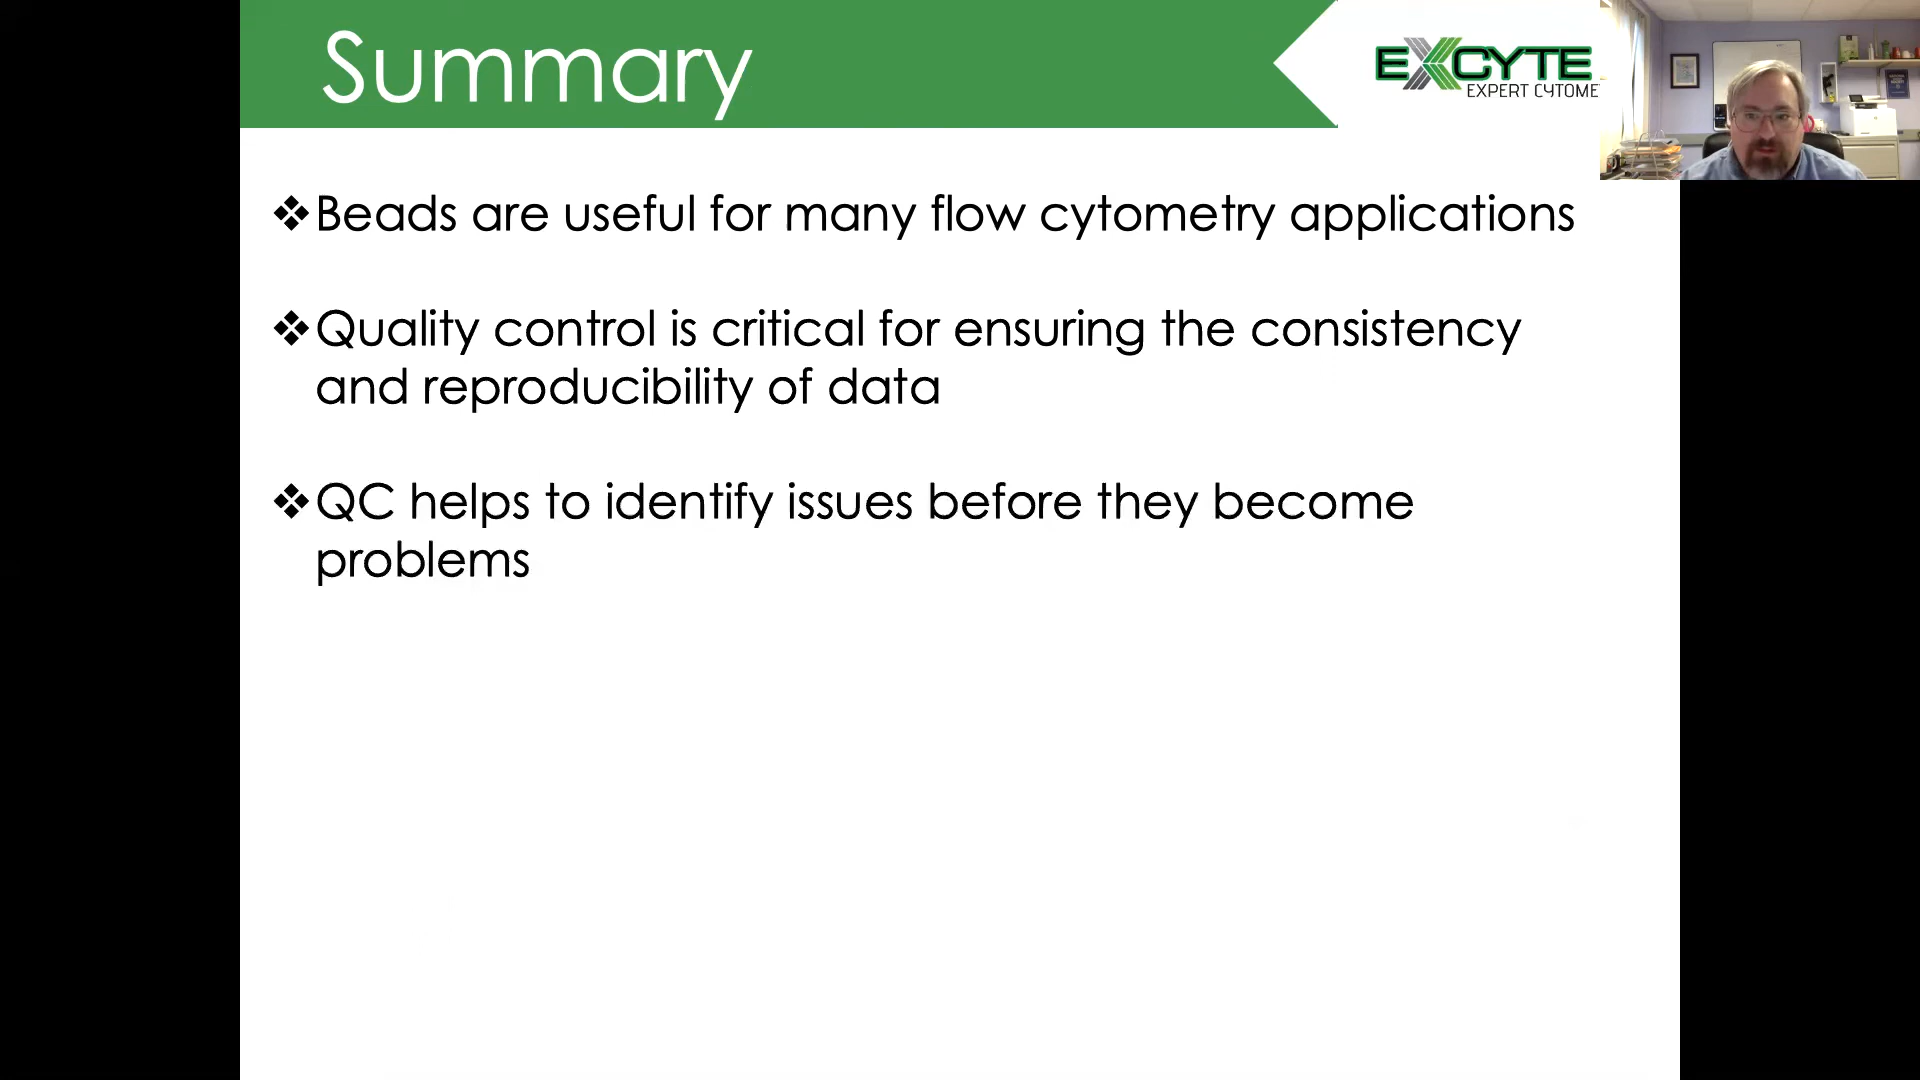 Summary
EXCYTE
EXPERT CYTOME
❖Beads are useful for many flow cytometry applications
❖Quality control is critical for ensuring the consistency
and reproducibility of data
❖QC helps to identify issues before they become
problems